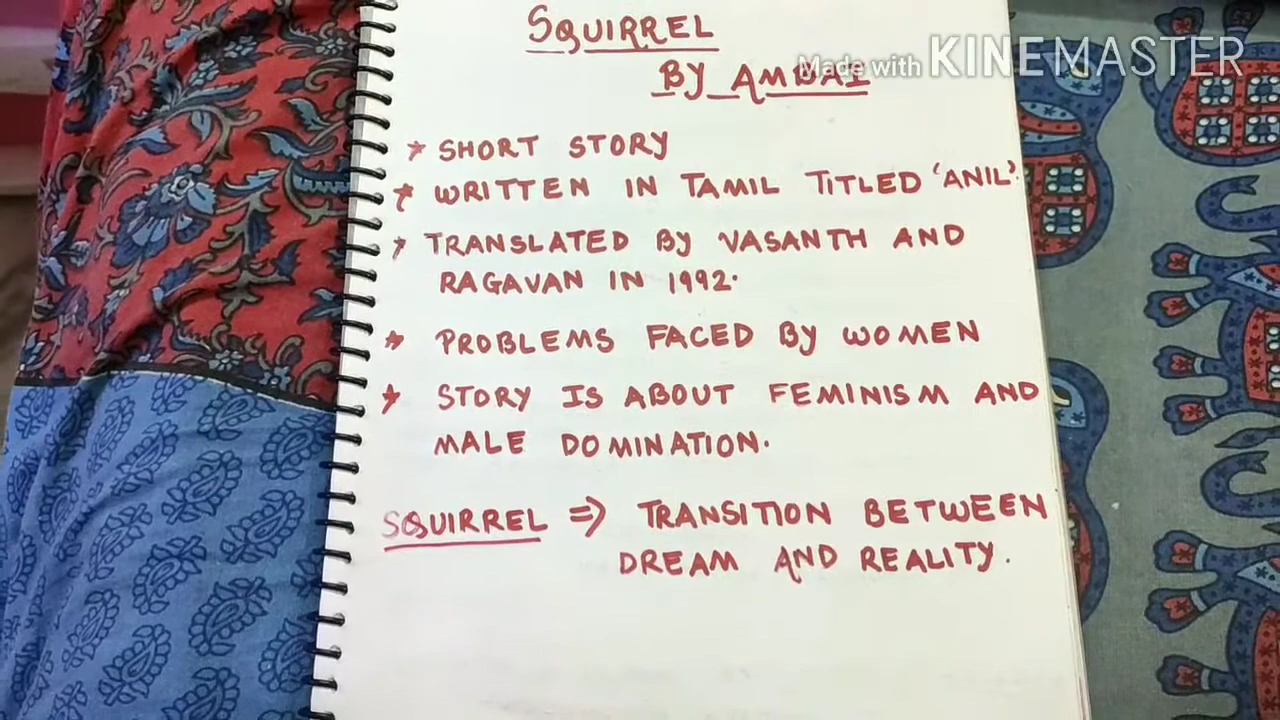 SQUIRREL
BY AMBAI
Made with KINEMASTER
* SHORT STORY
* WRITTEN IN TAMIL TITLED 'ANIL'.
* TRANSLATED BY VASANTH AND
RAGAVAN IN 1992.
* PROBLEMS FACED BY WOMEN
* STORY IS ABOUT FEMINISM AND
MALE DOMINATION.
SQUIRREL ⇒ TRANSITION BETWEEN
DREAM AND REALITY.